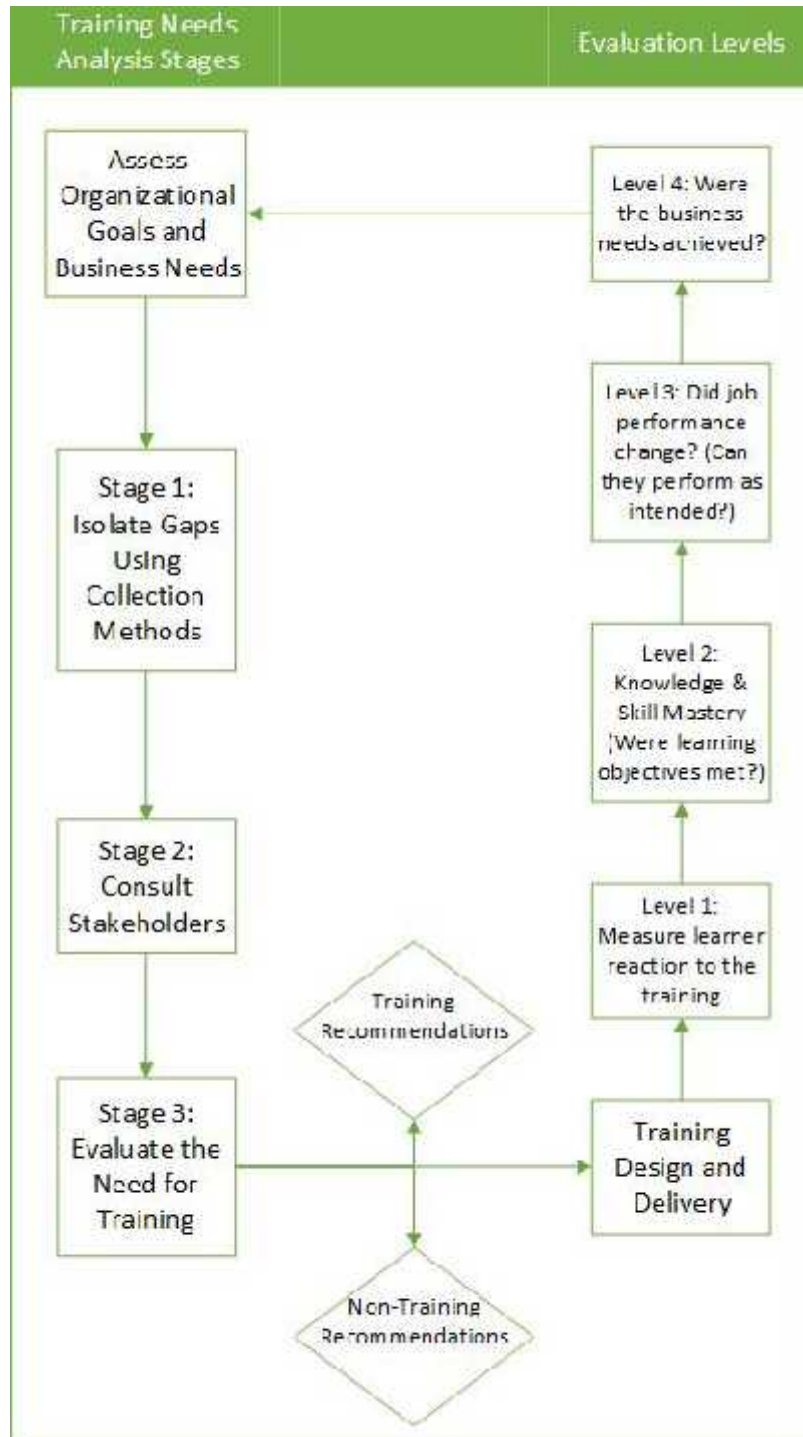 Training Needs
Analysis Stages
Evaluation Levels
Assess
Organizational
Goals and
Business Needs
Stage 1:
Isolate Gaps
Using
Collection
Methods
Stage 2:
Consult
Stakeholders
Stage 3:
Evaluate the
Need for
Training
Training
Recommendations
Non-Training
Recommendations
Level 4: Were
the business
needs achieved?
Level 3: Did job
performance
change? (Can
they perform as
intended?)
Level 2:
Knowledge &
Skill Mastery
(Were learning
objectives met?)
Level 1:
Measure learner
reaction to the
training
Training
Design and
Delivery